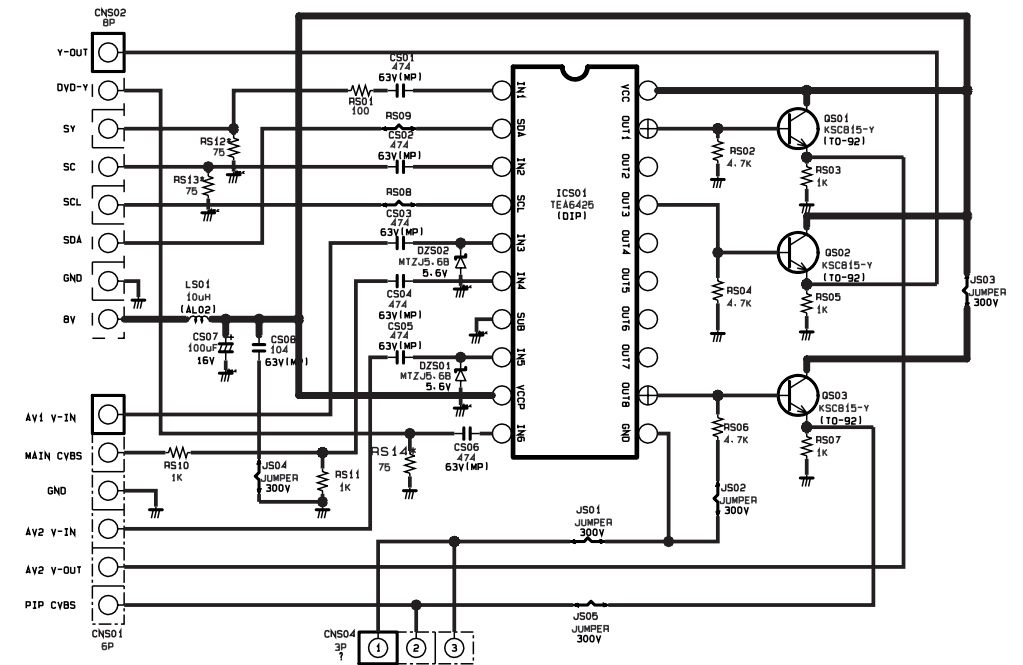 CNS02
8P
Y-OUT
DVD-Y
SY
SC
SCL
SDA
GND
8V
AV1 V-IN
MAIN CVBS
GND
AV2 V-IN
AV2 V-OUT
PIP CVBS
CNS01
6P
RS12*
75
RS13*
75
LS01
10uH
(AL02)
CS07
100uF
16V
+
CS08
104
63V(MP)
RS10
1K
JS04
JUMPER
300V
RS11
1K
RS01
100
CS01
474
63V(MP)
RS09
CS02
474
63V(MP)
RS08
CS03
474
63V(MP)
DZS02
MTZJ5.6B
5.6V
CS04
474
63V(MP)
CS05
474
63V(MP)
DZS01
MTZJ5.6B
5.6V
RS14*
75
CS06
474
63V(MP)
IN1
SDA
IN2
SCL
IN3
IN4
SUB
IN5
VCCP
IN6
ICS01
TEA6425
(DIP)
VCC
OUT1
OUT2
OUT3
OUT4
OUT5
OUT6
OUT7
OUT8
GND
RS02
4.7K
QS01
KSC815-Y
(TO-92)
RS03
1K
RS04
4.7K
QS02
KSC815-Y
(TO-92)
RS05
1K
JS03
JUMPER
300V
RS06
4.7K
QS03
KSC815-Y
(TO-92)
RS07
1K
JS02
JUMPER
300V
JS01
JUMPER
300V
JS05
JUMPER
300V
CNS04
3P
?
1
2
3